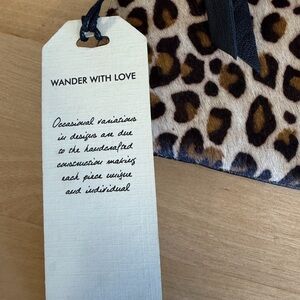 WANDER WITH LOVE
Occasional variations
in designs are due
to the handcrafted
construction making
each piece unique
and individual